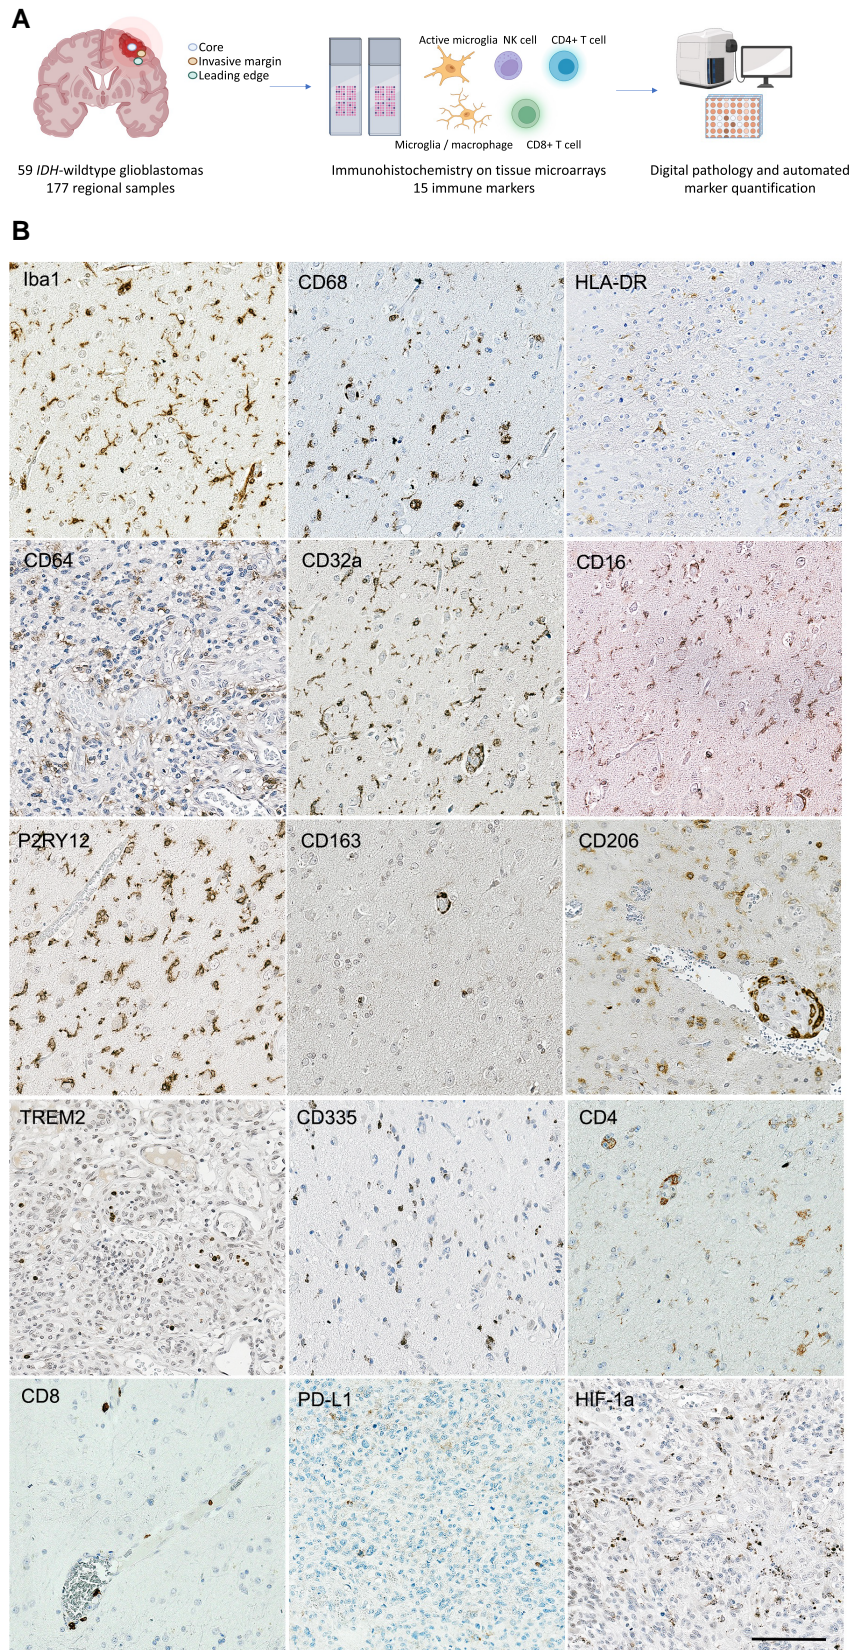 A
Core
Invasive margin
Leading edge
Active microglia NK cell CD4+ T cell
Microglia / macrophage CD8+ T cell
59 IDH-wildtype glioblastomas
177 regional samples
Immunohistochemistry on tissue microarrays
15 immune markers
Digital pathology and automated
marker quantification
B
Iba1
CD68
HLA-DR
CD64
CD32a
CD16
P2RY12
CD163
CD206
TREM2
CD335
CD4
CD8
PD-L1
HIF-1a